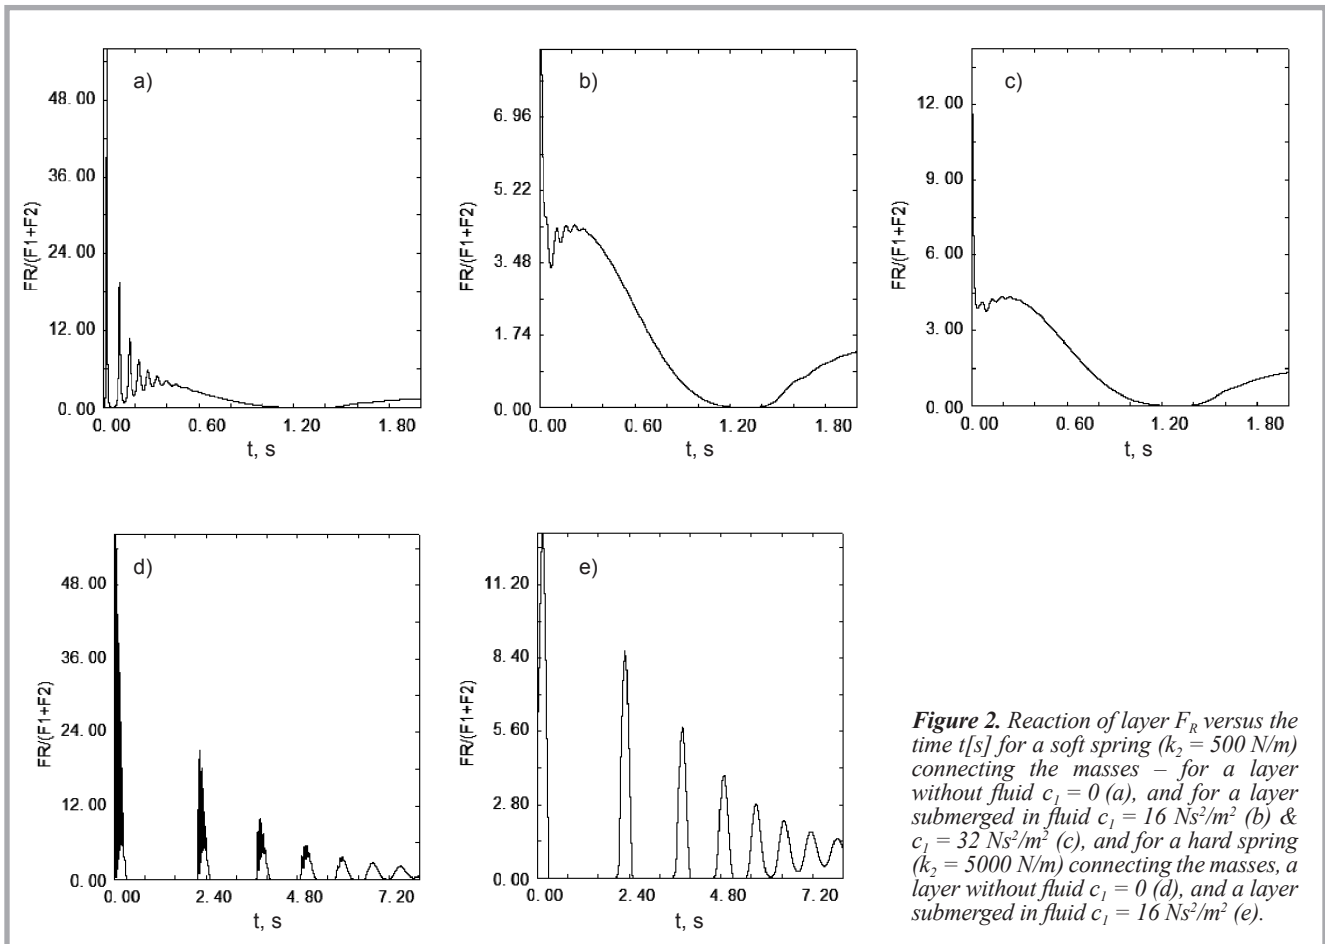 a)
48. 00
36. 00
24. 00
12. 00
0. 00
FR/(F1+F2)
0. 00 0. 60 1. 20 1. 80
t, s
b)
6. 96
5. 22
3. 48
1. 74
0. 00
FR/(F1+F2)
0. 00 0. 60 1. 20 1. 80
t, s
c)
12. 00
9. 00
6. 00
3. 00
0. 00
FR/(F1+F2)
0. 00 0. 60 1. 20 1. 80
t, s
d)
48. 00
36. 00
24. 00
12. 00
0. 00
FR/(F1+F2)
0. 00 2. 40 4. 80 7. 20
t, s
e)
11. 20
8. 40
5. 60
2. 80
0. 00
FR/(F1+F2)
0. 00 2. 40 4. 80 7. 20
t, s
Figure 2. Reaction of layer F_R versus the
time t[s] for a soft spring (k₂ = 500 N/m)
connecting the masses – for a layer
without fluid c₁ = 0 (a), and for a layer
submerged in fluid c₁ = 16 Ns²/m² (b) &
c₁ = 32 Ns²/m² (c), and for a hard spring
(k₂ = 5000 N/m) connecting the masses, a
layer without fluid c₁ = 0 (d), and a layer
submerged in fluid c₁ = 16 Ns²/m² (e).